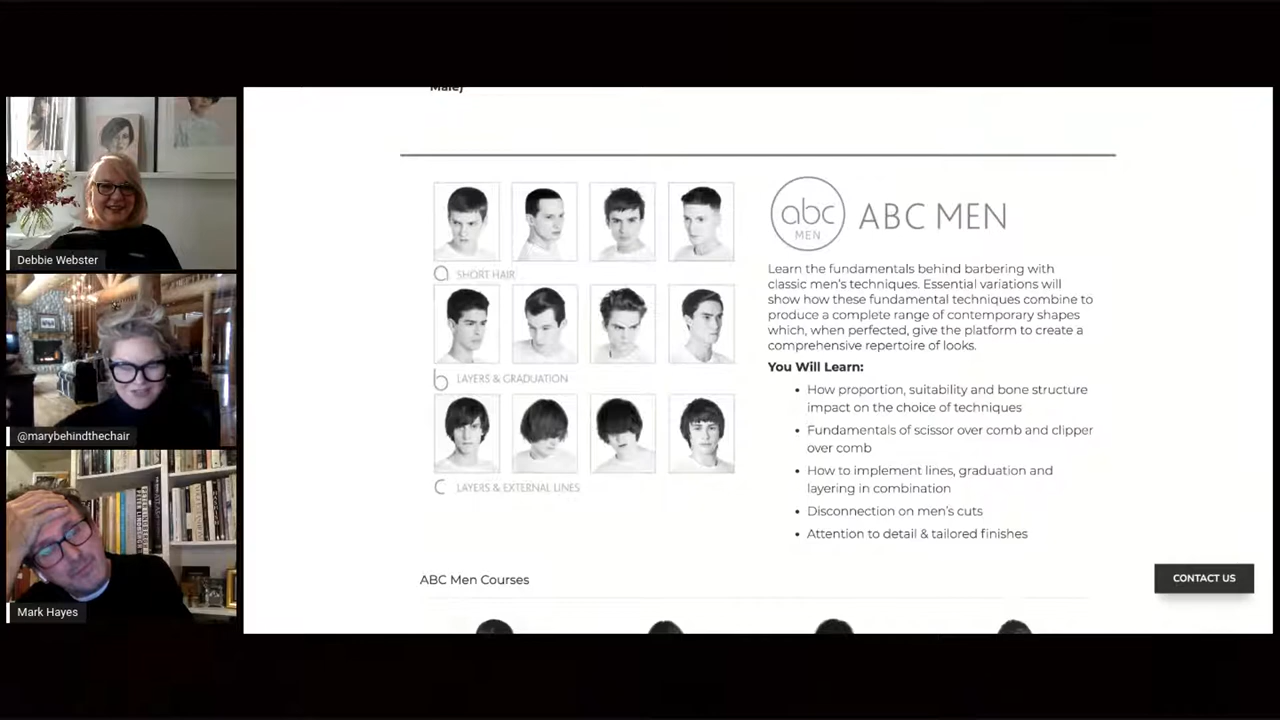 Male)
Debbie Webster
@marybehindthechair
Mark Hayes
a SHORT HAIR
b LAYERS & GRADUATION
c LAYERS & EXTERNAL LINES
abc
MEN
ABC MEN
Learn the fundamentals behind barbering with
classic men's techniques. Essential variations will
show how these fundamental techniques combine to
produce a complete range of contemporary shapes
which, when perfected, give the platform to create a
comprehensive repertoire of looks.
You Will Learn:
• How proportion, suitability and bone structure
impact on the choice of techniques
• Fundamentals of scissor over comb and clipper
over comb
• How to implement lines, graduation and
layering in combination
• Disconnection on men's cuts
• Attention to detail & tailored finishes
ABC Men Courses
CONTACT US